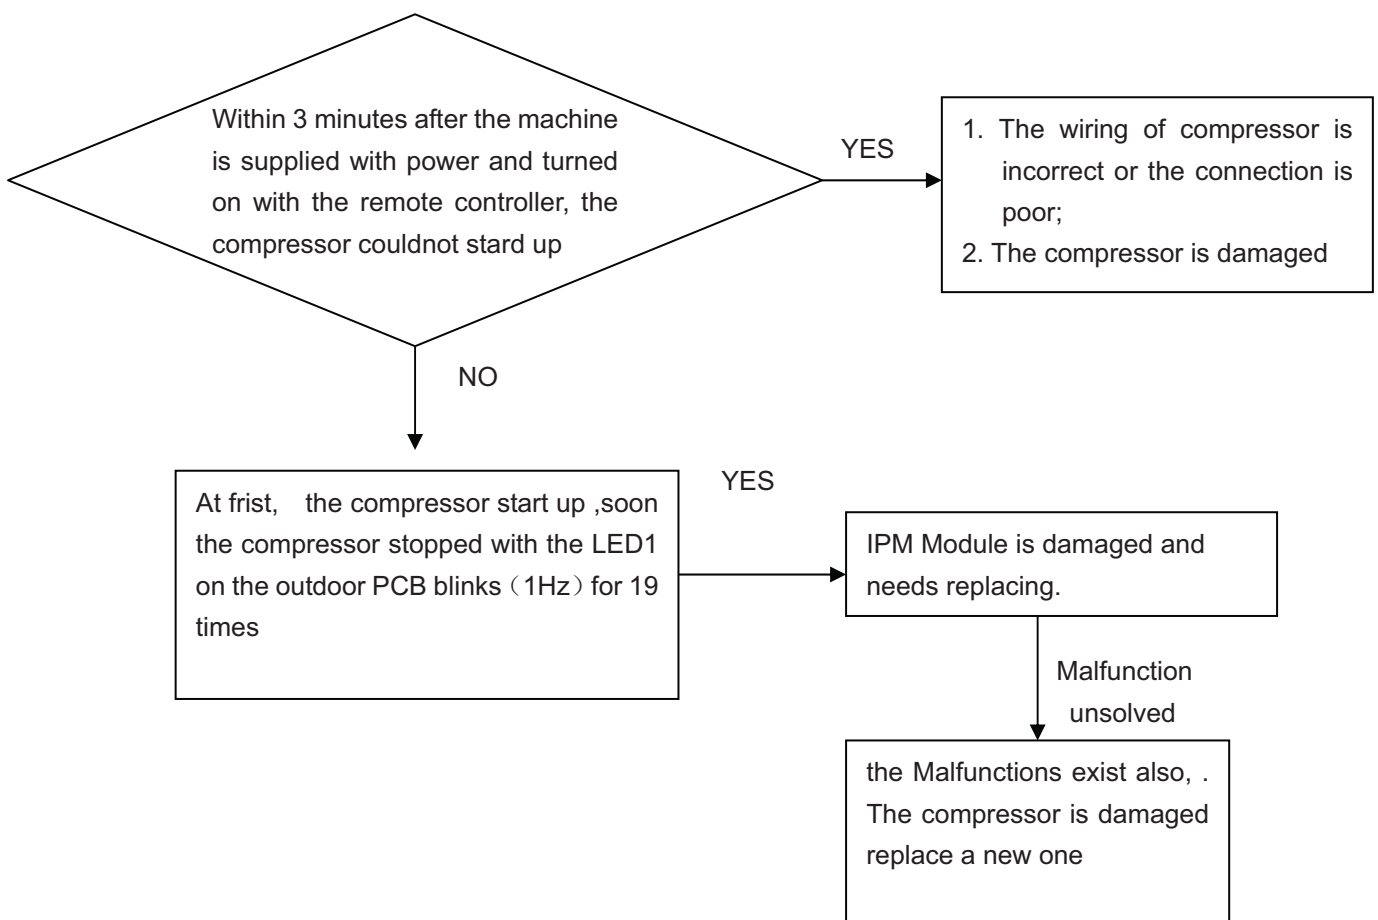 Within 3 minutes after the machine
is supplied with power and turned
on with the remote controller, the
compressor couldnot stard up
YES
1. The wiring of compressor is
incorrect or the connection is
poor;
2. The compressor is damaged
NO
At frist, the compressor start up ,soon
the compressor stopped with the LED1
on the outdoor PCB blinks（1Hz）for 19
times
YES
IPM Module is damaged and
needs replacing.
Malfunction
unsolved
the Malfunctions exist also, .
The compressor is damaged
replace a new one